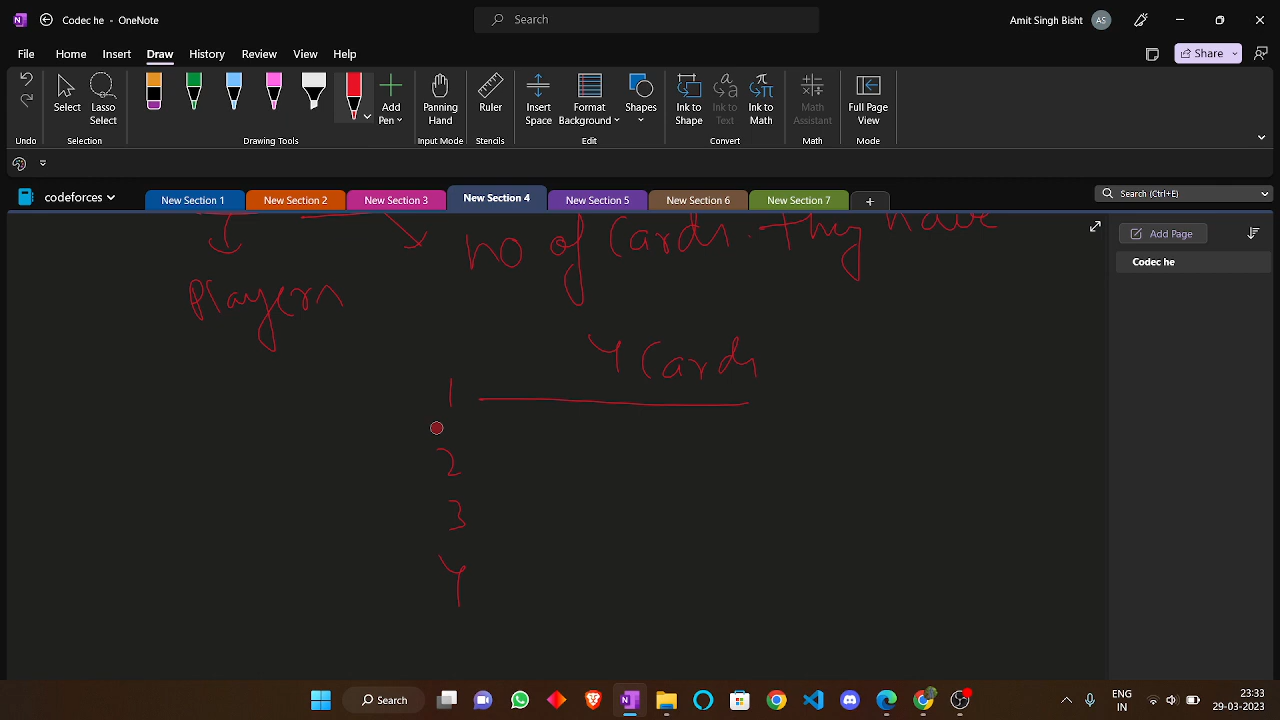 Codec he - OneNote
Search
Amit Singh Bisht AS
File Home Insert Draw History Review View Help
Share
Select
Lasso Select
Add Pen
Panning Hand
Ruler
Insert Space
Format Background
Shapes
Ink to Shape
Ink to Text
Ink to Math
Math Assistant
Full Page View
Undo Selection Drawing Tools Input Mode Stencils Edit Convert Math Mode
codeforces
New Section 1 New Section 2 New Section 3 New Section 4 New Section 5 New Section 6 New Section 7 +
Search (Ctrl+E)
Add Page
Codec he
no of Cards. They have
Players
4 Cards
1
2
3
4
Search
ENG IN
23:33
29-03-2023